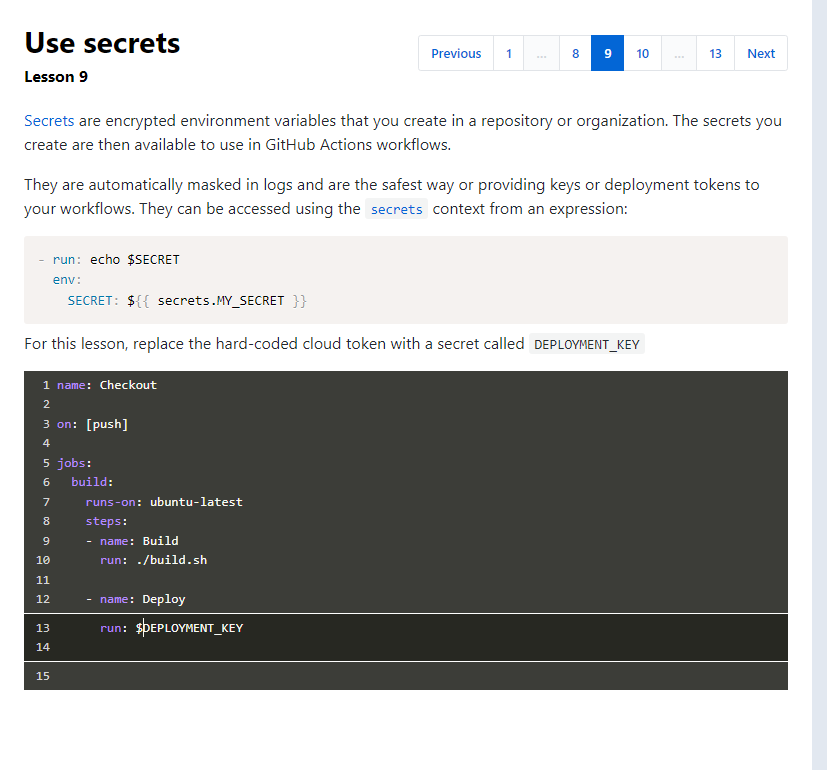 Use secrets
Previous 1 ... 8 9 10 ... 13 Next
Lesson 9
Secrets are encrypted environment variables that you create in a repository or organization. The secrets you
create are then available to use in GitHub Actions workflows.
They are automatically masked in logs and are the safest way or providing keys or deployment tokens to
your workflows. They can be accessed using the secrets context from an expression:
- run: echo $SECRET
  env:
    SECRET: ${{ secrets.MY_SECRET }}
For this lesson, replace the hard-coded cloud token with a secret called DEPLOYMENT_KEY
1 name: Checkout
2
3 on: [push]
4
5 jobs:
6   build:
7     runs-on: ubuntu-latest
8     steps:
9     - name: Build
10       run: ./build.sh
11
12     - name: Deploy
13       run: $DEPLOYMENT_KEY
14
15